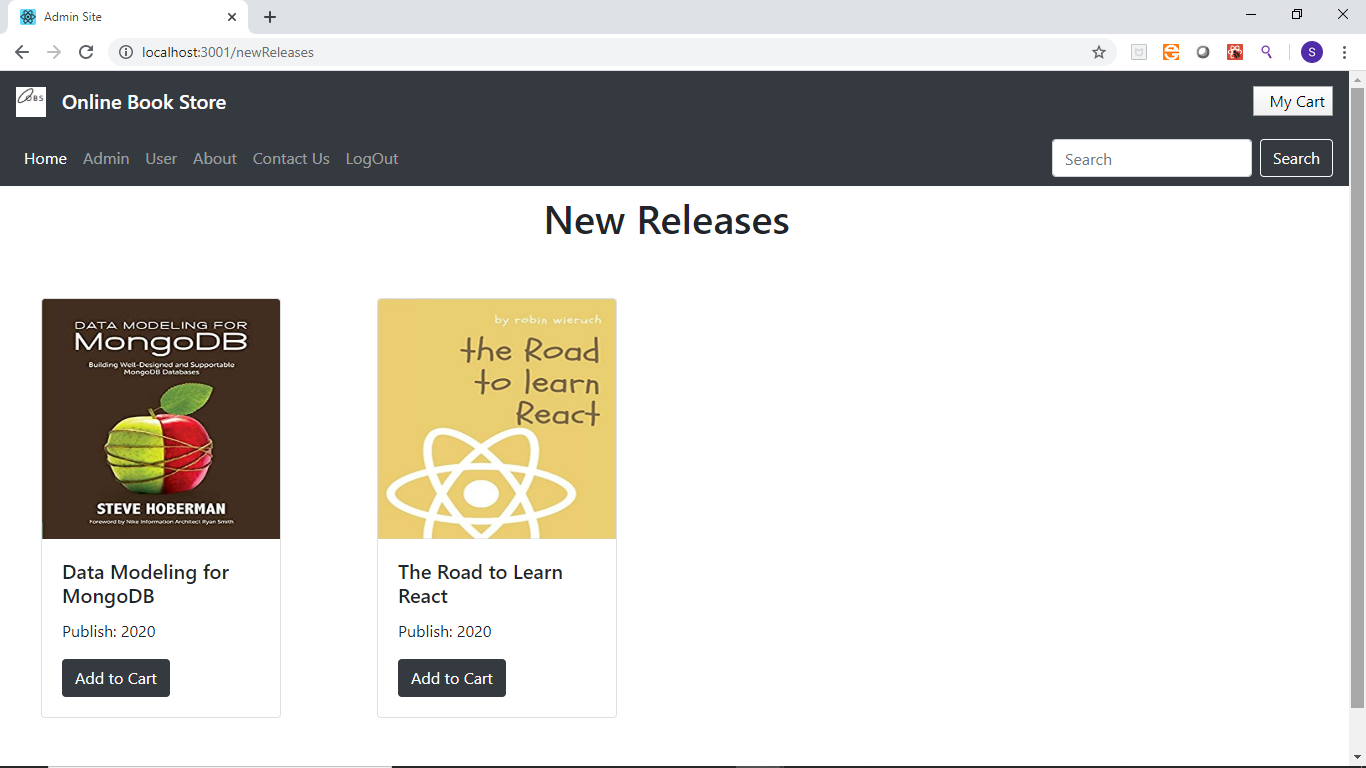 Admin Site
localhost:3001/newReleases
S
OBS
Online Book Store
My Cart
Home Admin User About Contact Us LogOut
Search
Search
New Releases
DATA MODELING FOR
MongoDB
Building Well-Designed and Supportable
MongoDB Databases
STEVE HOBERMAN
Foreword by Nike Information Architect Ryan Smith
by robin wieruch
the Road
to learn
React
Data Modeling for
MongoDB
Publish: 2020
Add to Cart
The Road to Learn
React
Publish: 2020
Add to Cart